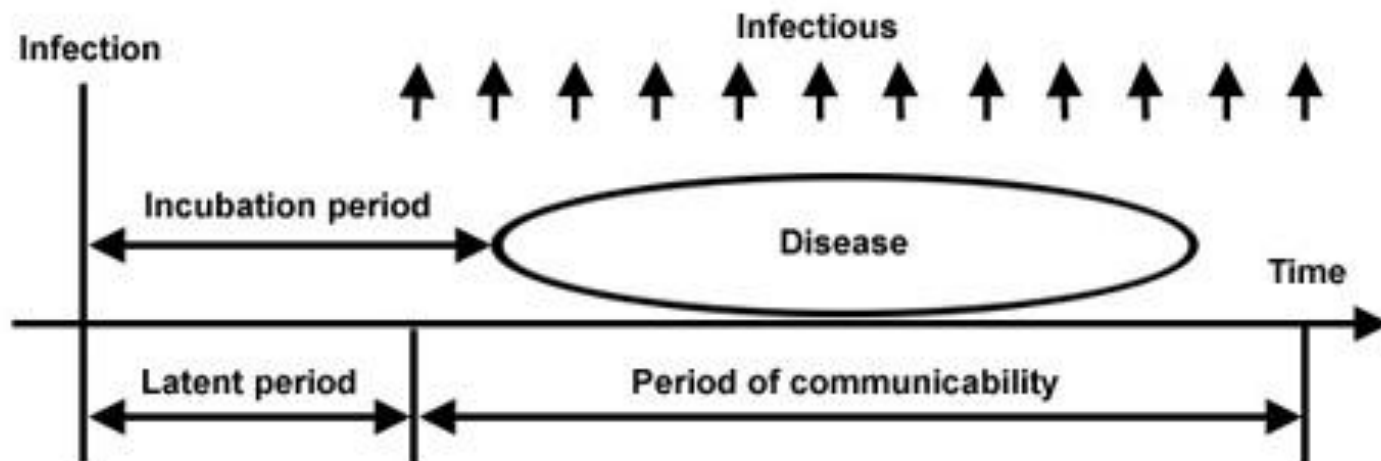 Infectious
Infection
Incubation period
Disease
Time
Latent period
Period of communicability